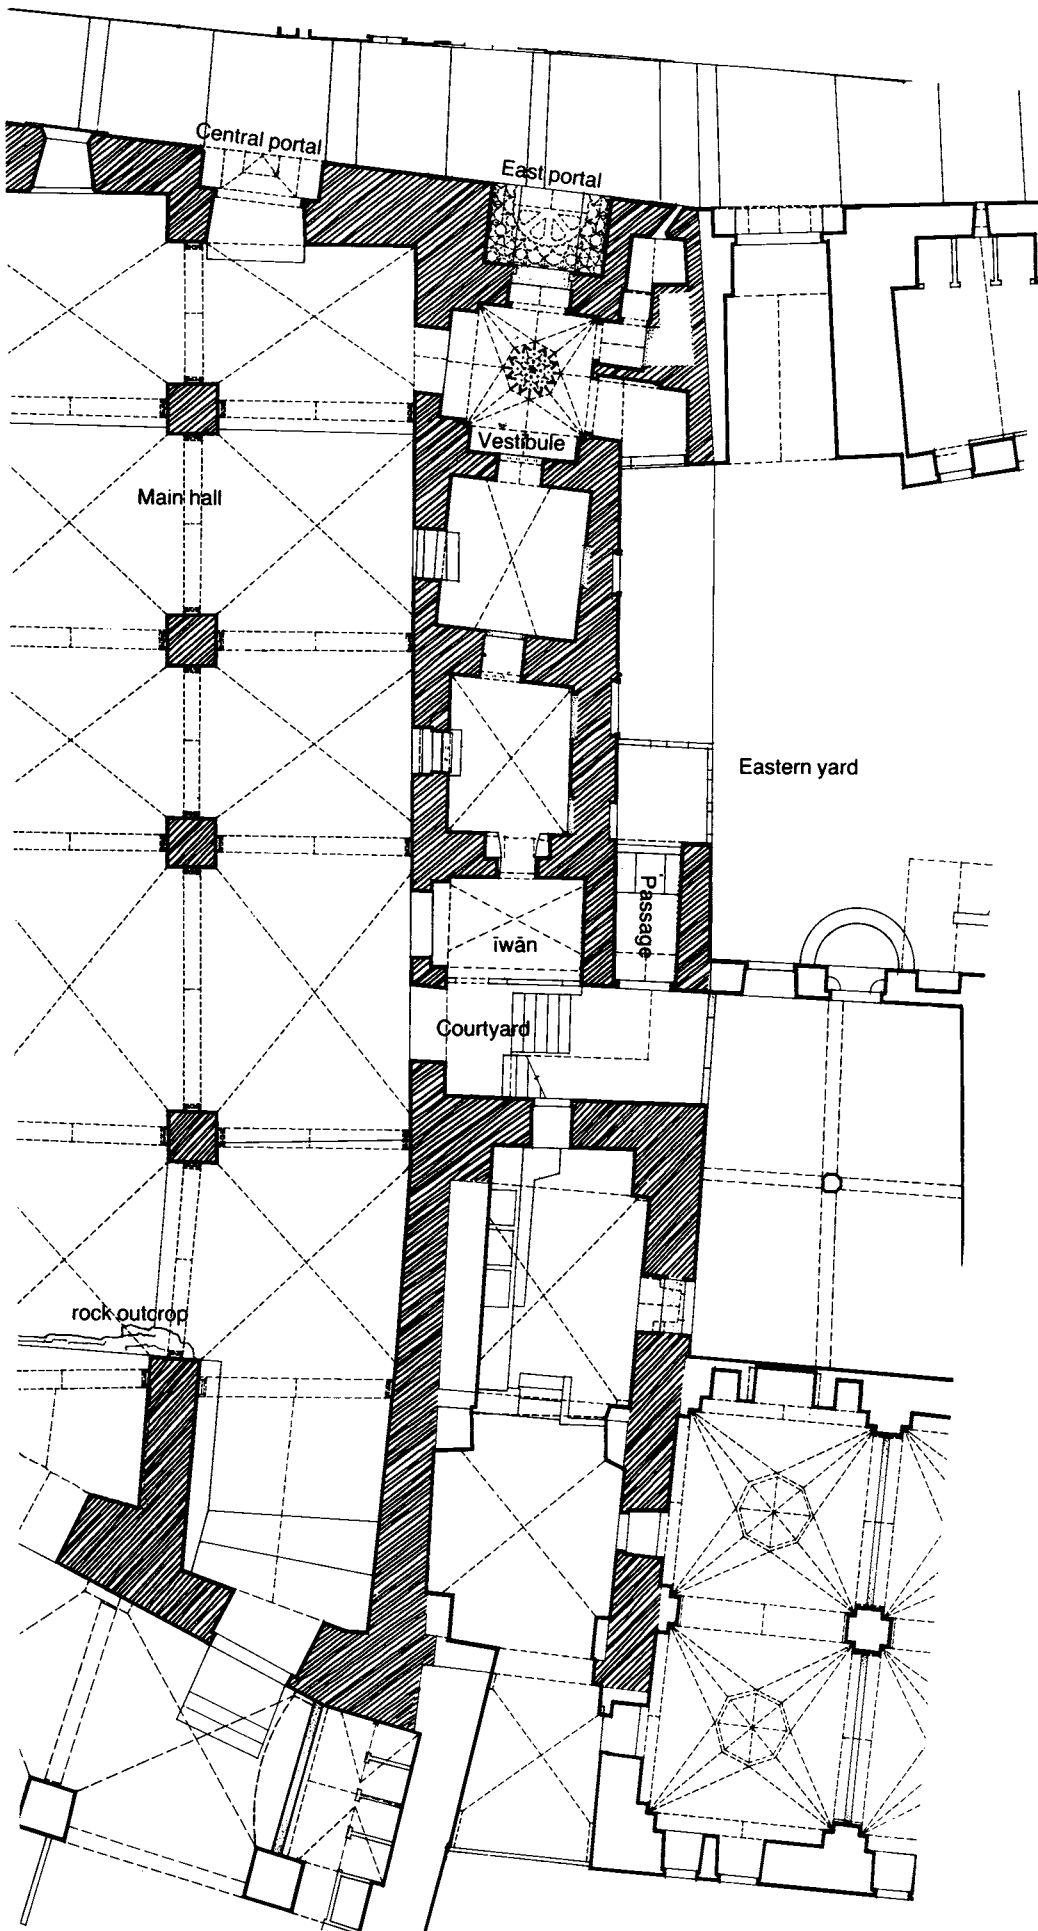 Central portal
East portal
Vestibule
Main hall
Eastern yard
Passage
īwān
Courtyard
rock outcrop